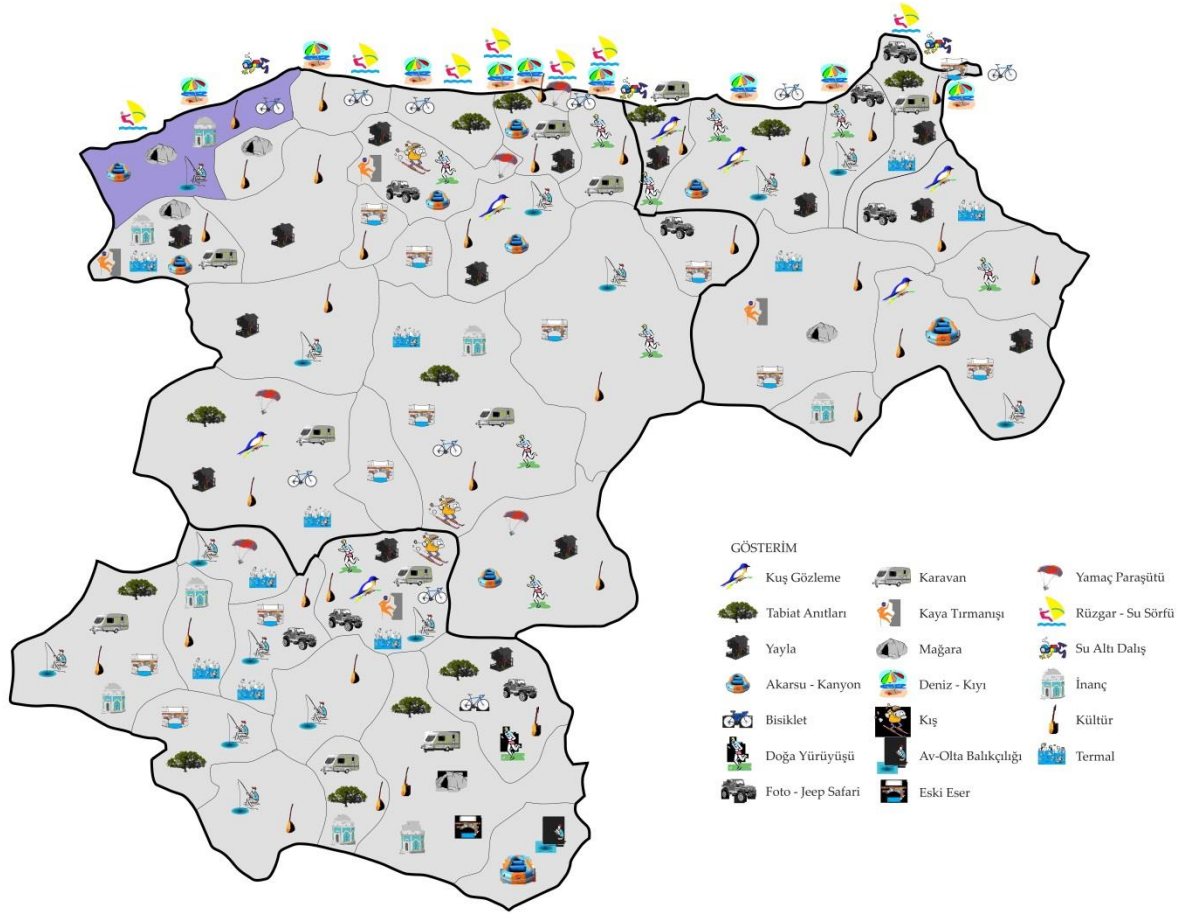 GÖSTERİM
Kuş Gözleme
Tabiat Anıtları
Yayla
Akarsu - Kanyon
Bisiklet
Doğa Yürüyüşü
Foto - Jeep Safari
Karavan
Kaya Tırmanışı
Mağara
Deniz - Kıyı
Kış
Av-Olta Balıkçılığı
Eski Eser
Yamaç Paraşütü
Rüzgar - Su Sörfü
Su Altı Dalış
İnanç
Kültür
Termal